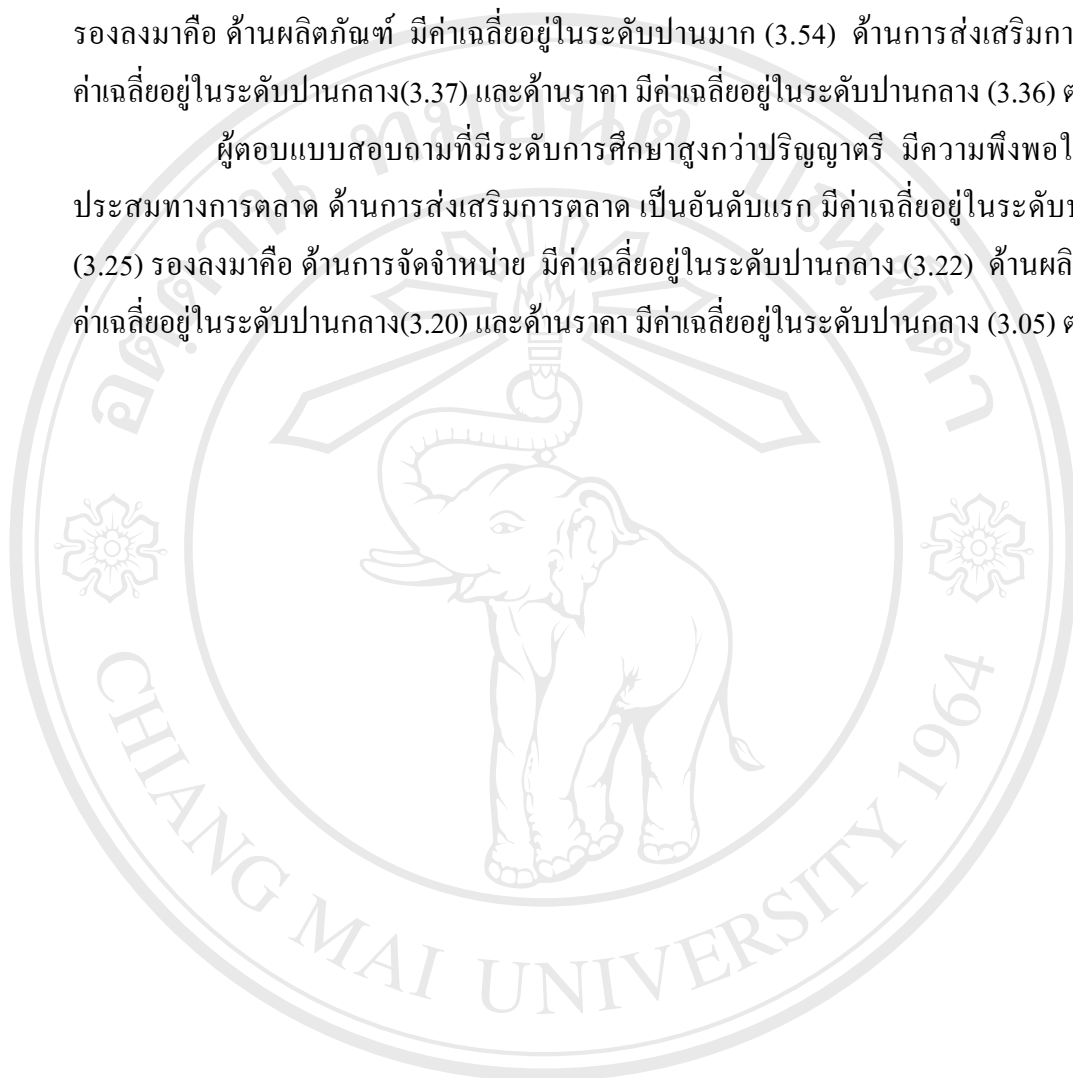 รองลงมาคือ ด้านผลิตภัณฑ์ มีค่าเฉลี่ยอยู่ในระดับปานมาก (3.54) ด้านการส่งเสริมกา
ค่าเฉลี่ยอยู่ในระดับปานกลาง(3.37) และด้านราคา มีค่าเฉลี่ยอยู่ในระดับปานกลาง (3.36) ต
ผู้ตอบแบบสอบถามที่มีระดับการศึกษาสูงกว่าปริญญาตรี มีความพึงพอใ
ประสมทางการตลาด ด้านการส่งเสริมการตลาด เป็นอันดับแรก มีค่าเฉลี่ยอยู่ในระดับป
(3.25) รองลงมาคือ ด้านการจัดจำหน่าย มีค่าเฉลี่ยอยู่ในระดับปานกลาง (3.22) ด้านผลิ
ค่าเฉลี่ยอยู่ในระดับปานกลาง(3.20) และด้านราคา มีค่าเฉลี่ยอยู่ในระดับปานกลาง (3.05) ต
อตฺตานํ ทมยนฺติ ปณฺฑิตา
CHIANG MAI UNIVERSITY 1964